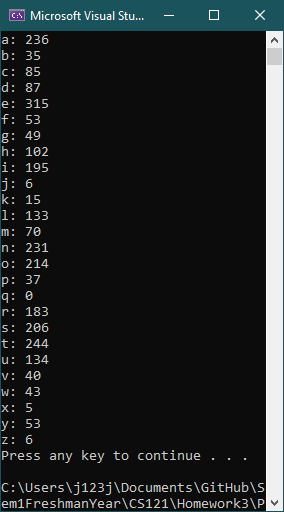 Microsoft Visual Stu...
a: 236
b: 35
c: 85
d: 87
e: 315
f: 53
g: 49
h: 102
i: 195
j: 6
k: 15
l: 133
m: 70
n: 231
o: 214
p: 37
q: 0
r: 183
s: 206
t: 244
u: 134
v: 40
w: 43
x: 5
y: 53
z: 6
Press any key to continue . . .
C:\Users\j123j\Documents\GitHub\S
em1FreshmanYear\CS121\Homework3\P